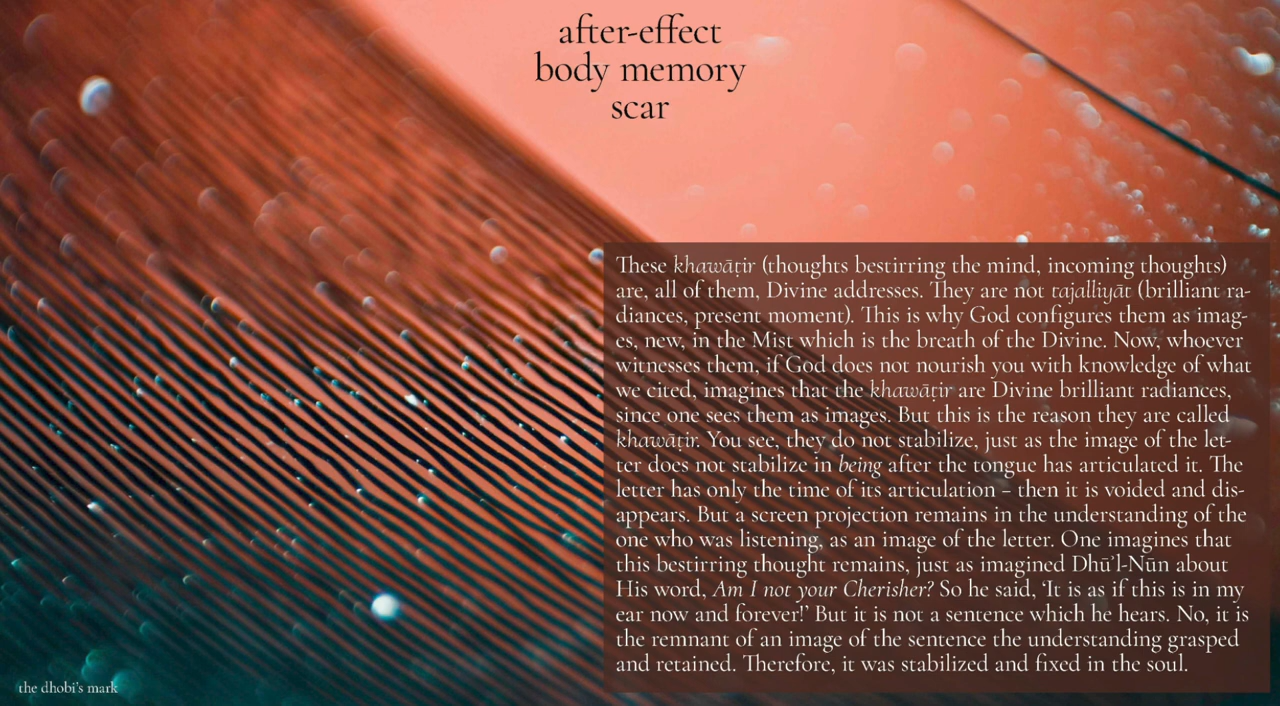 after-effect
body memory
scar
These khawāṭir (thoughts bestirring the mind, incoming thoughts)
are, all of them, Divine addresses. They are not tajalliyāt (brilliant ra-
diances, present moment). This is why God configures them as imag-
es, new, in the Mist which is the breath of the Divine. Now, whoever
witnesses them, if God does not nourish you with knowledge of what
we cited, imagines that the khawāṭir are Divine brilliant radiances,
since one sees them as images. But this is the reason they are called
khawāṭir. You see, they do not stabilize, just as the image of the let-
ter does not stabilize in being after the tongue has articulated it. The
letter has only the time of its articulation – then it is voided and dis-
appears. But a screen projection remains in the understanding of the
one who was listening, as an image of the letter. One imagines that
this bestirring thought remains, just as imagined Dhūʾl-Nūn about
His word, Am I not your Cherisher? So he said, ‘It is as if this is in my
ear now and forever!’ But it is not a sentence which he hears. No, it is
the remnant of an image of the sentence the understanding grasped
and retained. Therefore, it was stabilized and fixed in the soul.
the dhobi's mark